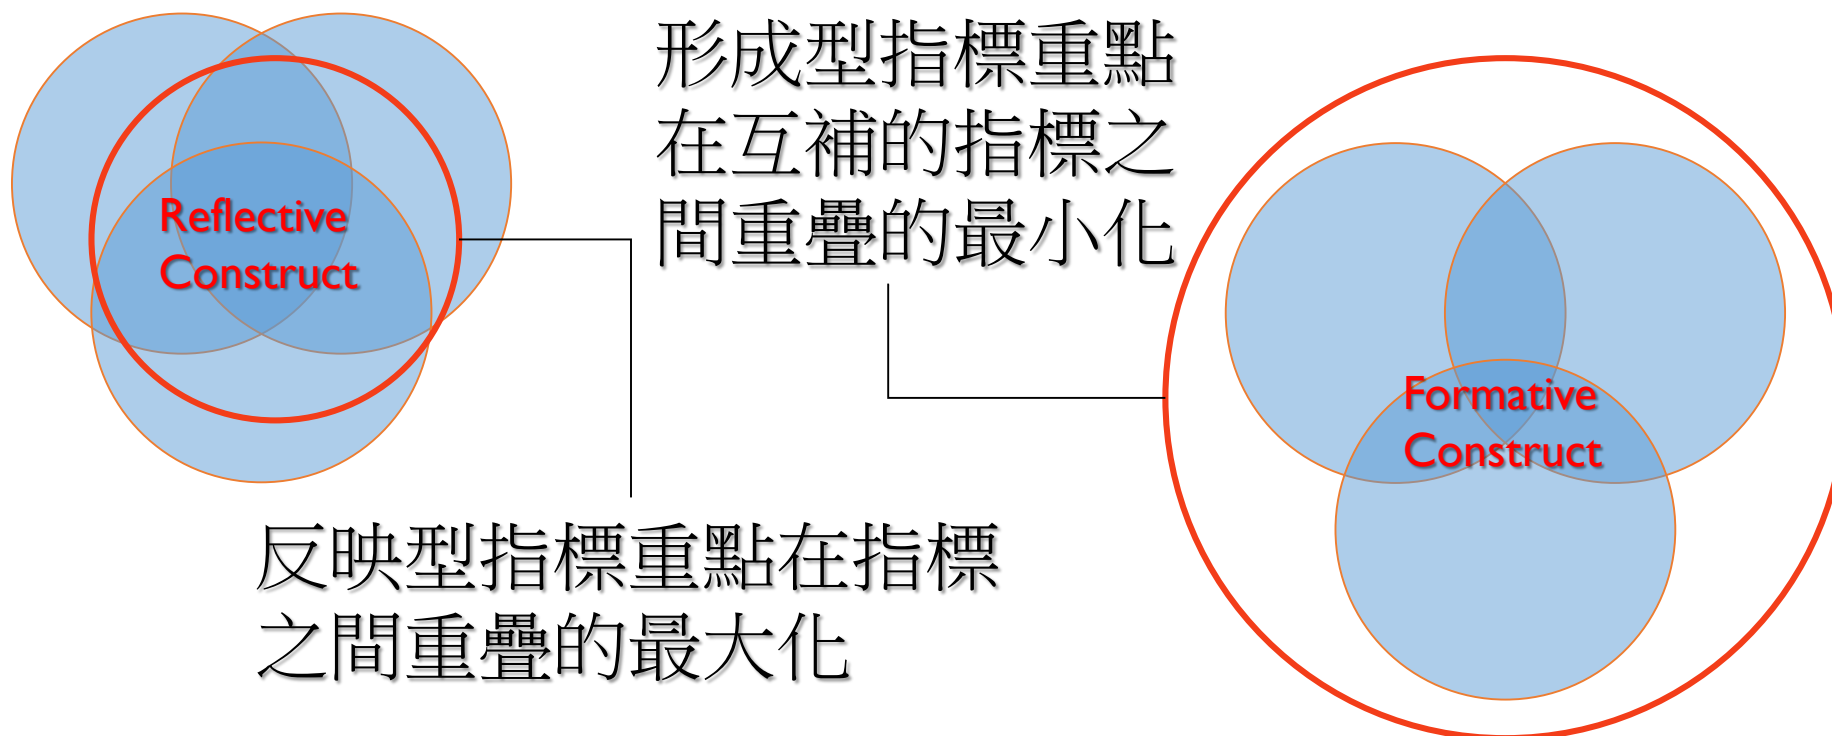 形成型指標重點
在互補的指標之
間重疊的最小化
Reflective
Construct
Formative
Construct
反映型指標重點在指標
之間重疊的最大化